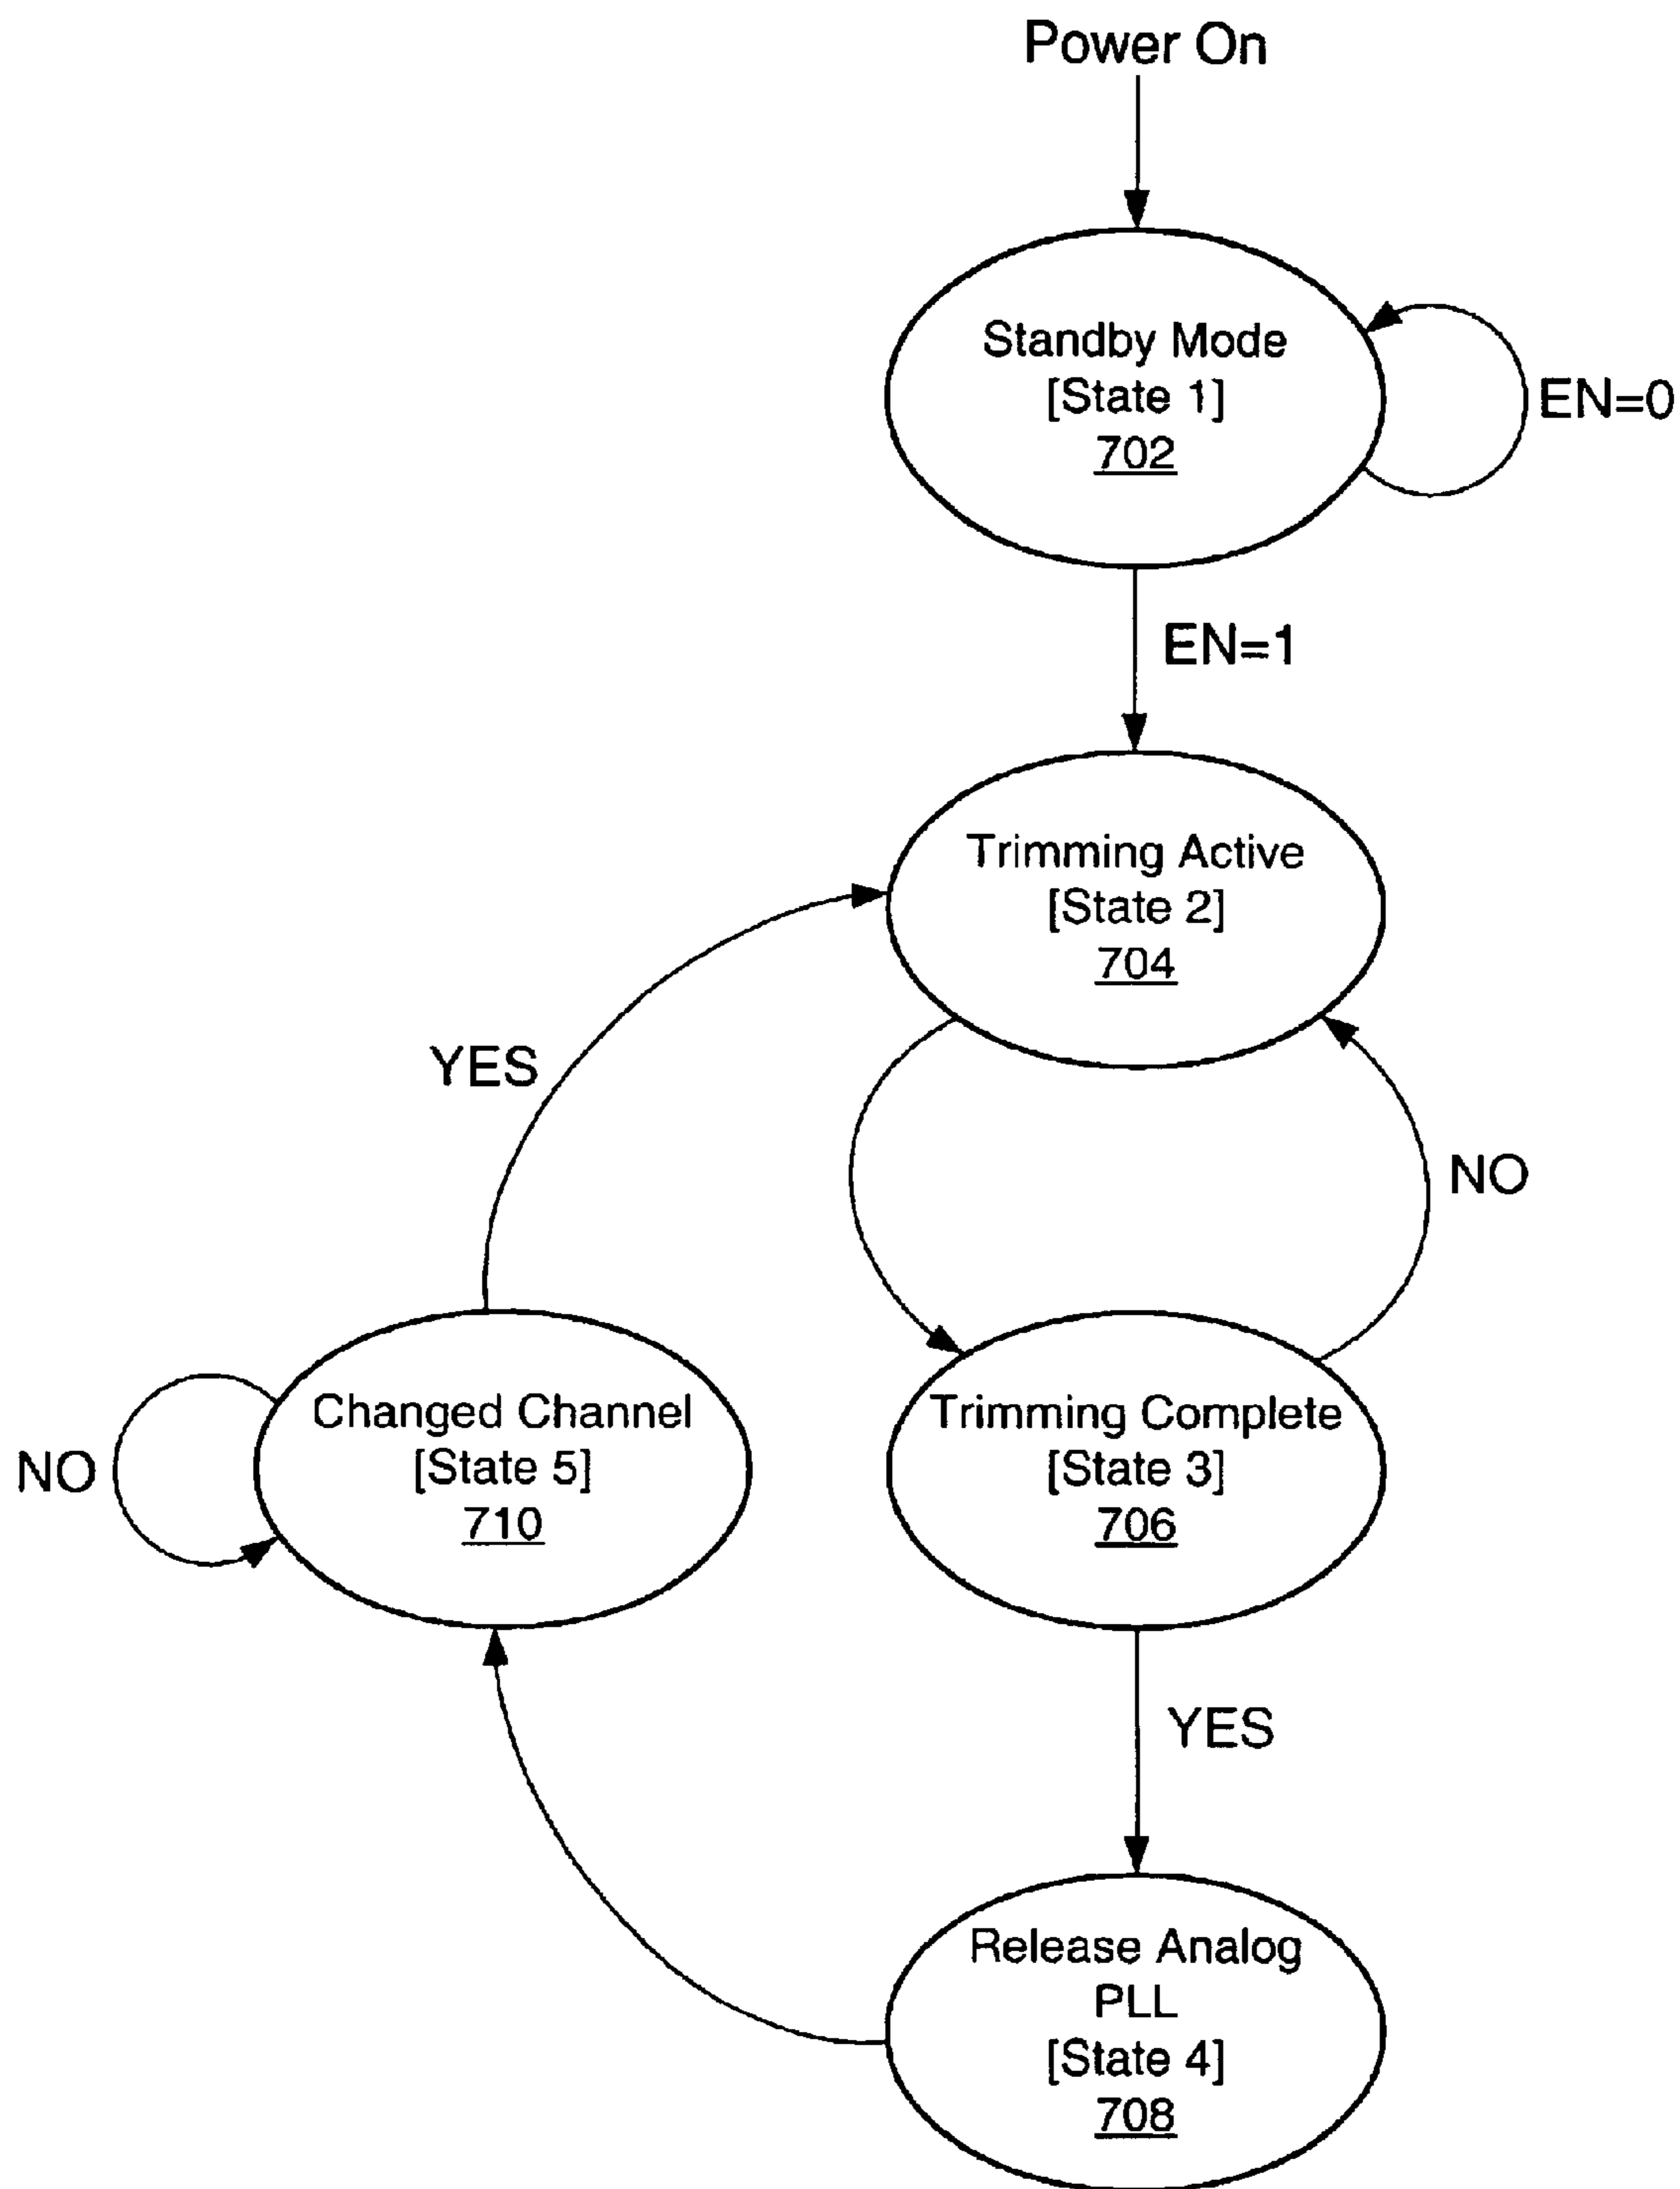 Power On
Standby Mode
[State 1]
702
EN=0
EN=1
Trimming Active
[State 2]
704
YES
NO
Changed Channel
[State 5]
710
NO
Trimming Complete
[State 3]
706
YES
Release Analog
PLL
[State 4]
708